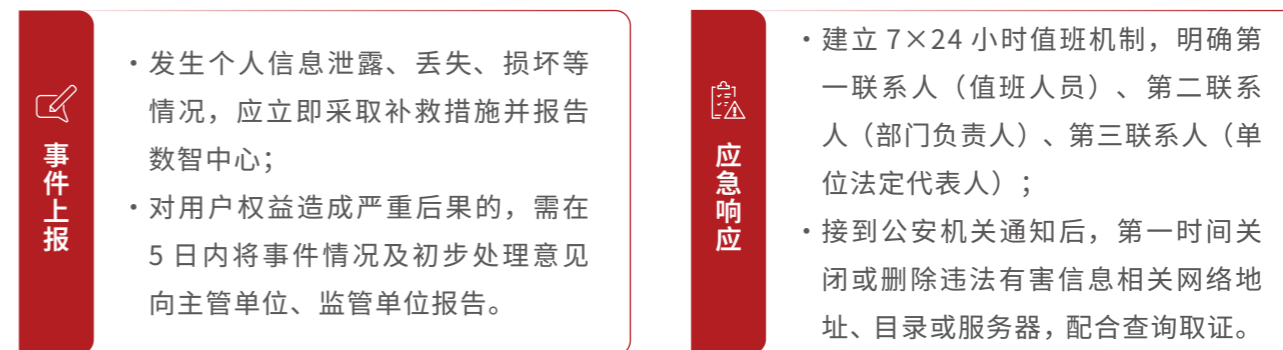 事件上报
·发生个人信息泄露、丢失、损坏等
情况，应立即采取补救措施并报告
数智中心；
·对用户权益造成严重后果的，需在
5 日内将事件情况及初步处理意见
向主管单位、监管单位报告。
应急响应
·建立 7×24 小时值班机制，明确第
一联系人（值班人员）、第二联系
人（部门负责人）、第三联系人（单
位法定代表人）；
·接到公安机关通知后，第一时间关
闭或删除违法有害信息相关网络地
址、目录或服务器，配合查询取证。